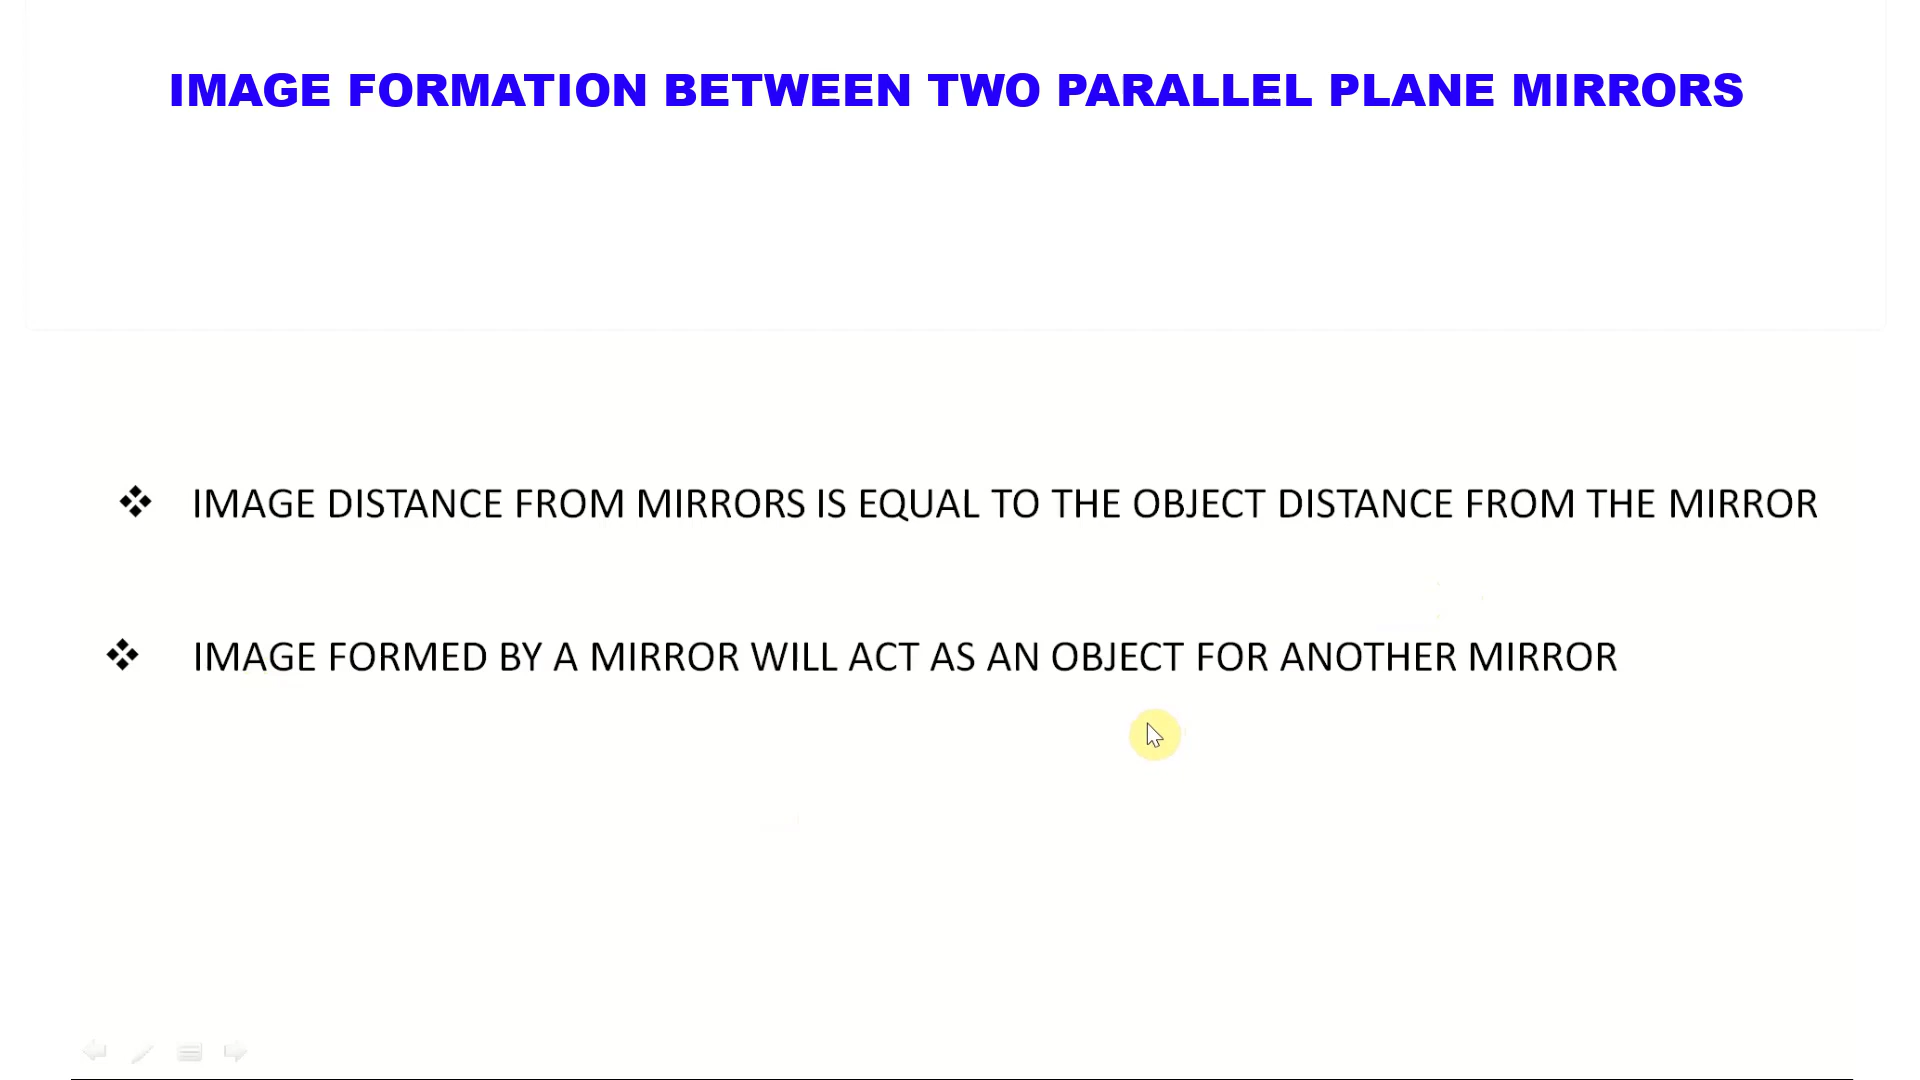 IMAGE FORMATION BETWEEN TWO PARALLEL PLANE MIRRORS
❖ IMAGE DISTANCE FROM MIRRORS IS EQUAL TO THE OBJECT DISTANCE FROM THE MIRROR
❖ IMAGE FORMED BY A MIRROR WILL ACT AS AN OBJECT FOR ANOTHER MIRROR